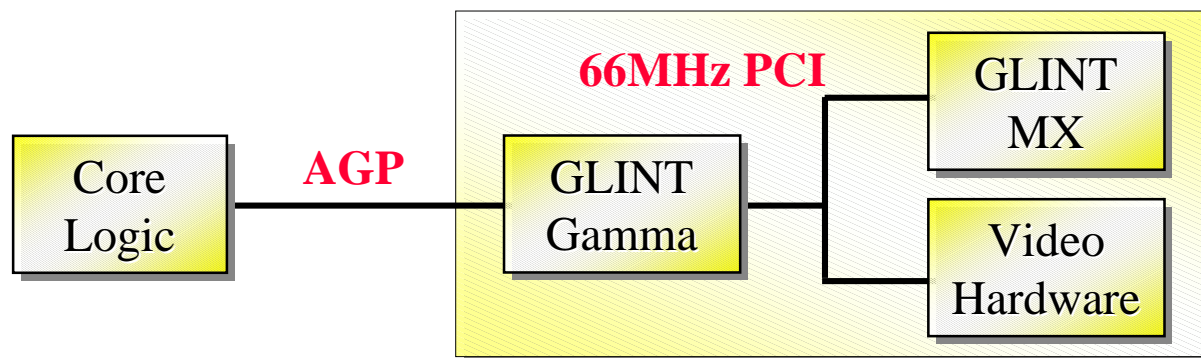 66MHz PCI
GLINT
MX
Core
Logic
AGP
GLINT
Gamma
Video
Hardware